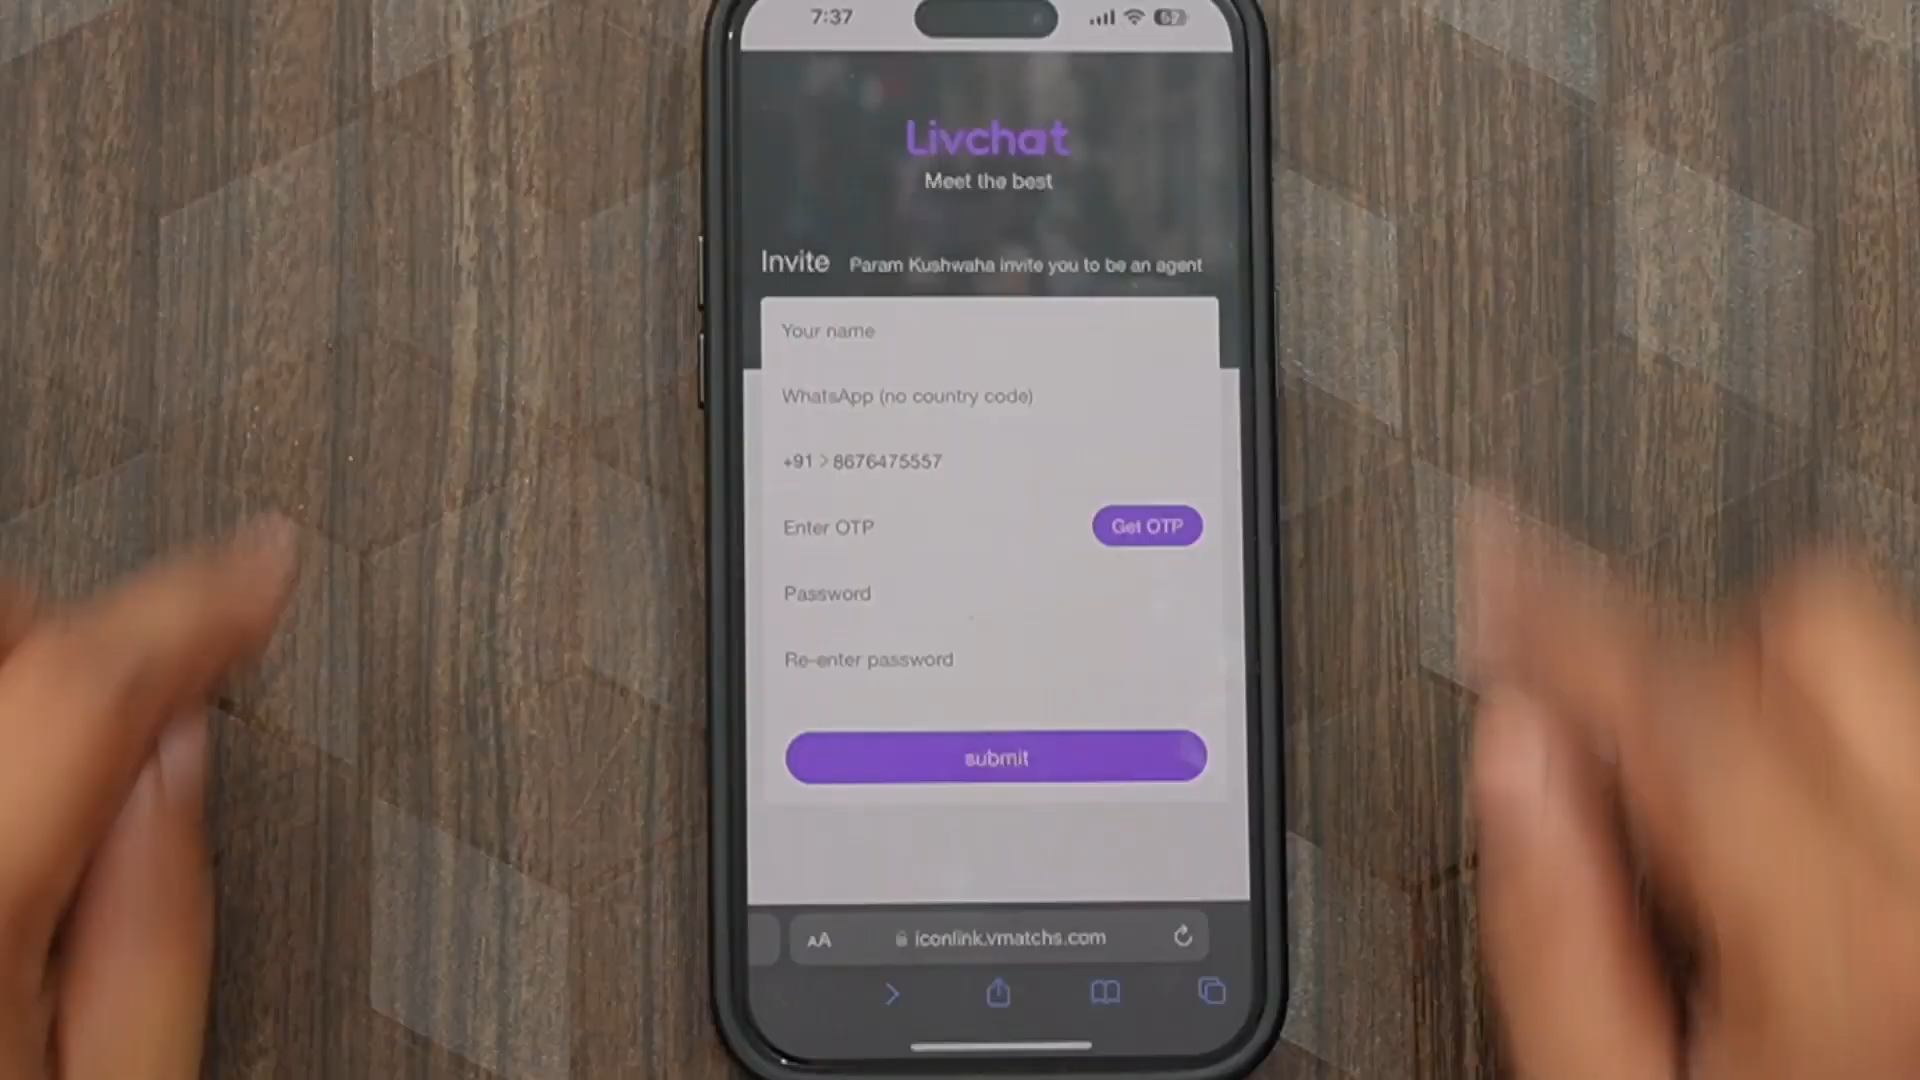 7:37
57
Livchat
Meet the best
Invite Param Kushwaha invite you to be an agent
Your name
WhatsApp (no country code)
+91 > 8676475557
Enter OTP Get OTP
Password
Re-enter password
submit
AA iconlink.vmatchs.com